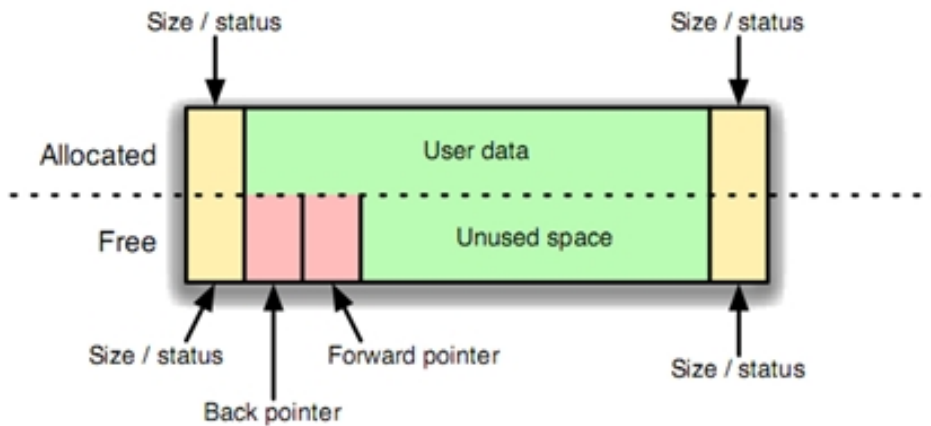 Size / status
Size / status
Allocated
User data
Free
Unused space
Size / status
Forward pointer
Size / status
Back pointer